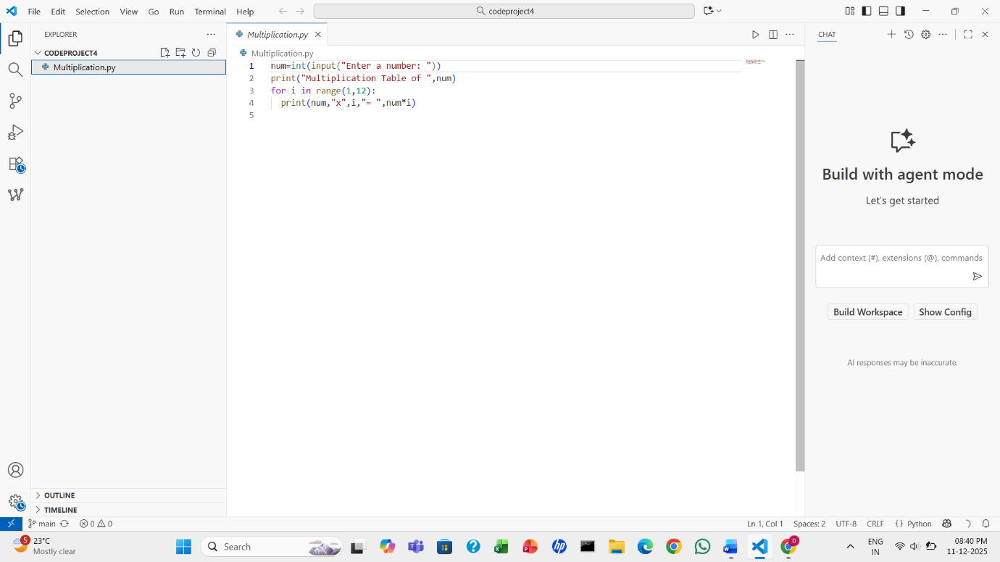 File Edit Selection View Go Run Terminal Help
codeproject4
EXPLORER
CODEPROJECT4
Multiplication.py
Multiplication.py
Multiplication.py
1 num=int(input("Enter a number: "))
2 print("Multiplication Table of ",num)
3 for i in range(1,12):
4 print(num,"x",i,"= ",num*i)
5
CHAT
Build with agent mode
Let's get started
Add context (#), extensions (@), commands
Build Workspace Show Config
AI responses may be inaccurate.
OUTLINE
TIMELINE
main 0 0 Ln 1, Col 1 Spaces: 2 UTF-8 CRLF {} Python
5 23°C
Mostly clear
Search
D
ENG
IN
08:40 PM
11-12-2025